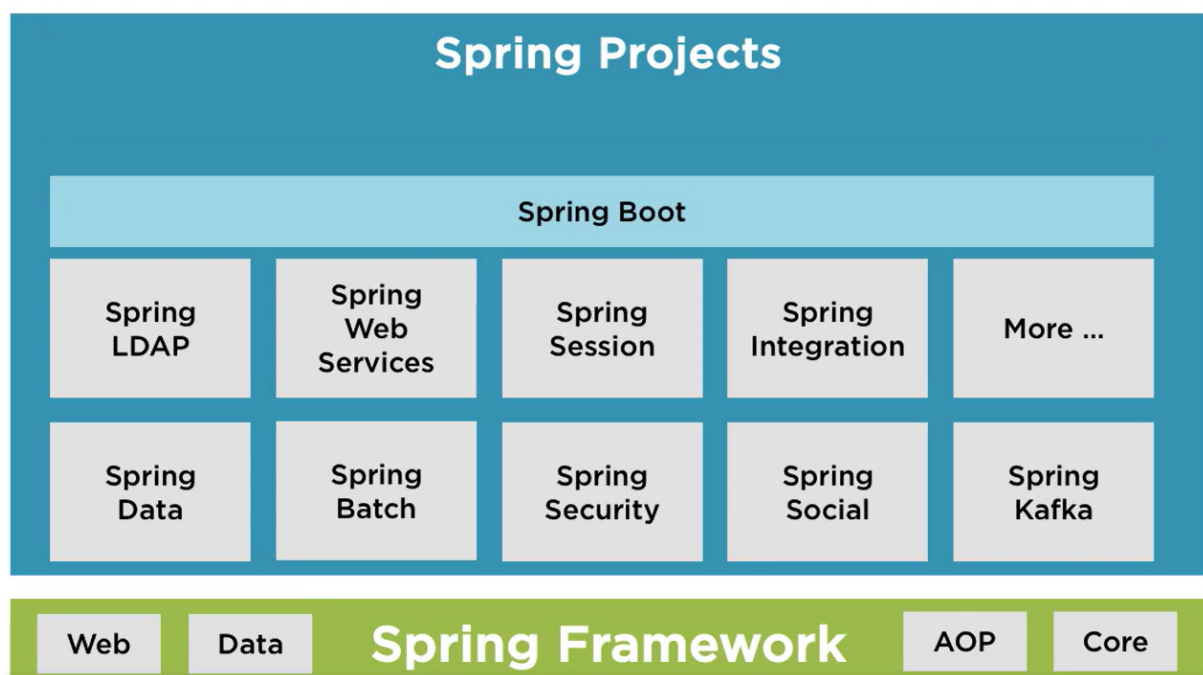 Spring Projects
Spring Boot
Spring
LDAP
Spring
Web
Services
Spring
Session
Spring
Integration
More ...
Spring
Data
Spring
Batch
Spring
Security
Spring
Social
Spring
Kafka
Web
Data
Spring Framework
AOP
Core